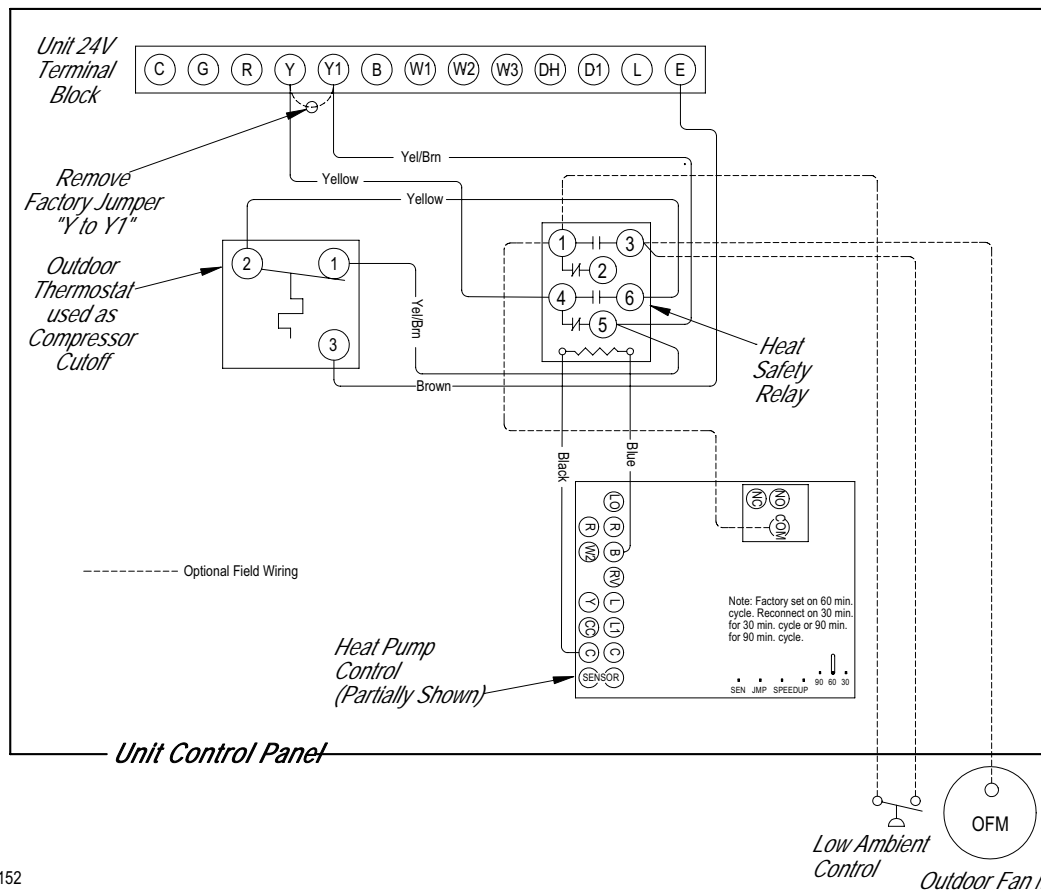 Unit 24V
Terminal
Block
C G R Y Y1 B W1 W2 W3 DH D1 L E
Remove
Factory Jumper
"Y to Y1"
Yel/Brn
Yellow
Yellow
Outdoor
Thermostat
used as
Compressor
Cutoff
2 1
3
Yel/Brn
Brown
1 3
2
4 6
5
Heat
Safety
Relay
Black
Blue
LO
R R
W2 B
RV
Y L
CC L1
C C
SENSOR
NC NO
COM
Note: Factory set on 60 min.
cycle. Reconnect on 30 min.
for 30 min. cycle or 90 min.
for 90 min. cycle.
90 60 30
SEN JMP SPEEDUP
Optional Field Wiring
Heat Pump
Control
(Partially Shown)
Unit Control Panel
OFM
Low Ambient
Control
Outdoor Fan
152